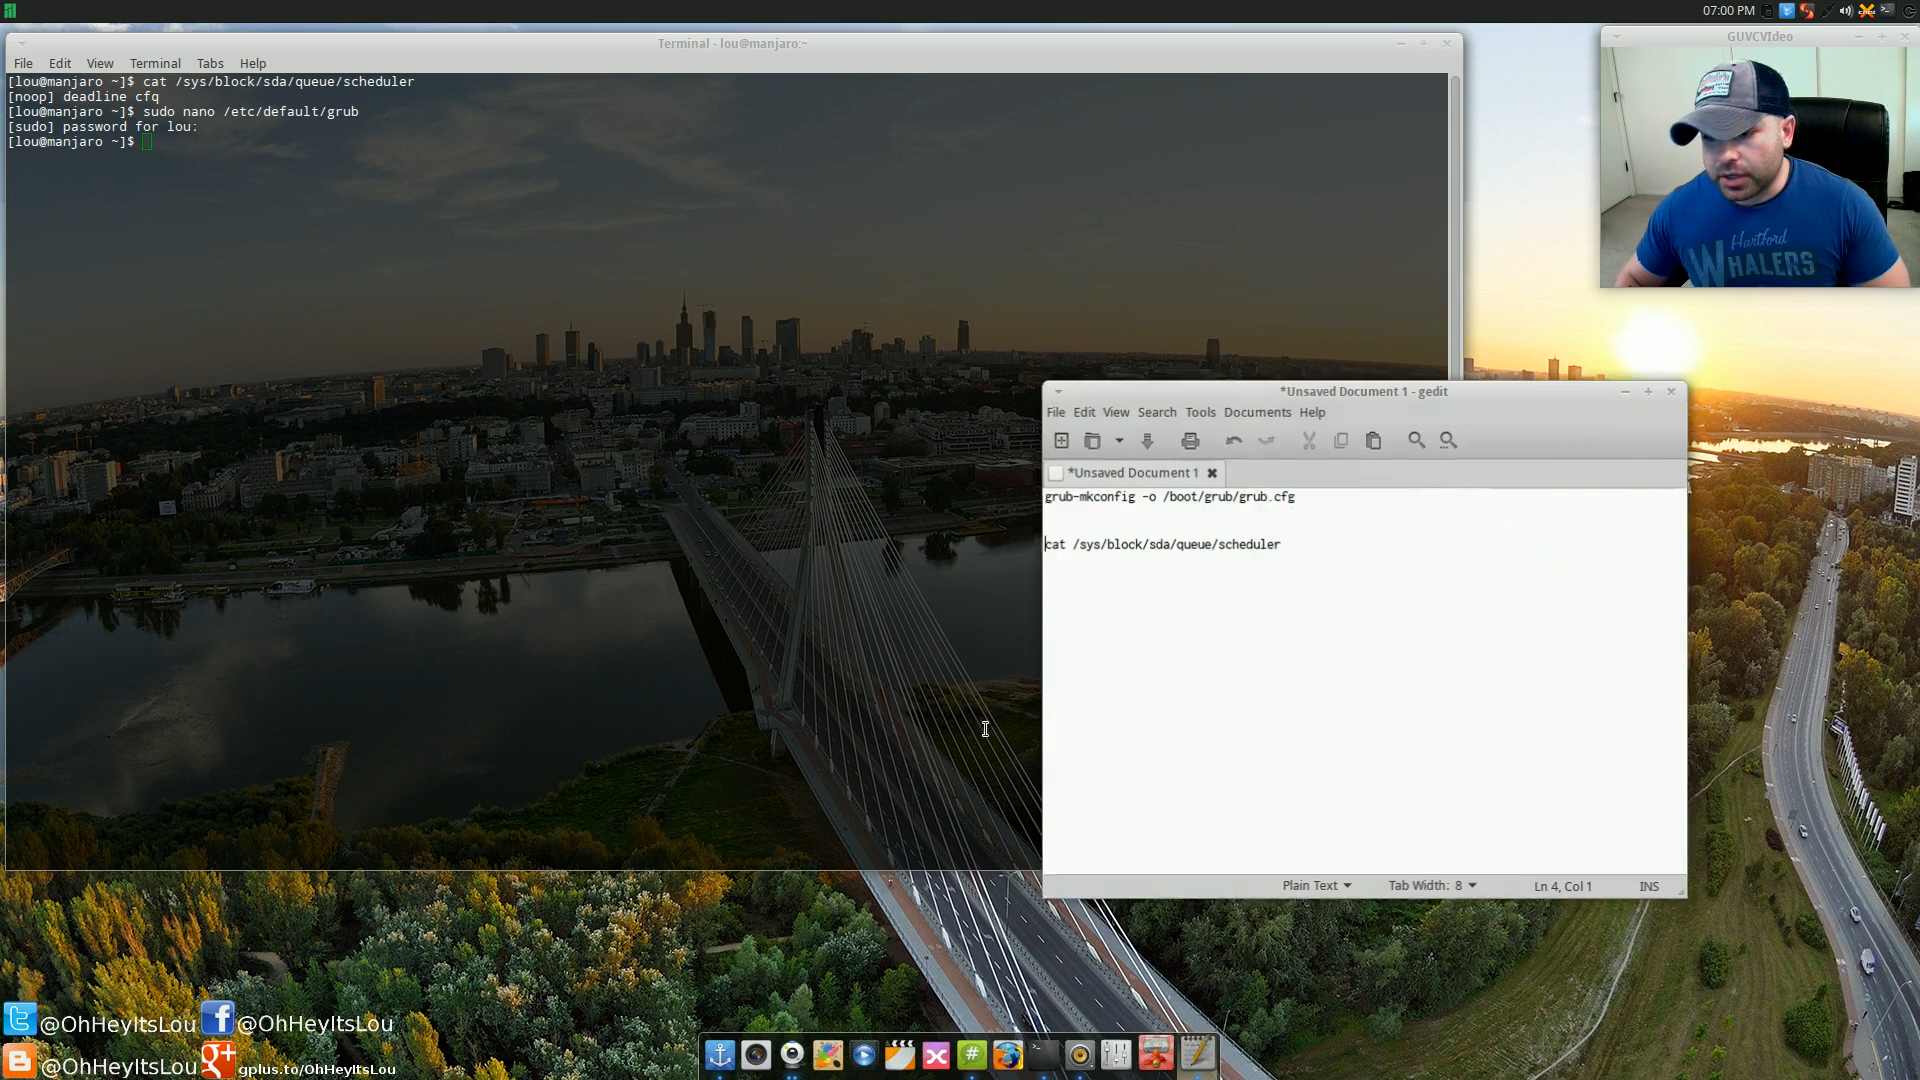 07:00 PM
Terminal - lou@manjaro:~
File Edit View Terminal Tabs Help
[lou@manjaro ~]$ cat /sys/block/sda/queue/scheduler
[noop] deadline cfq
[lou@manjaro ~]$ sudo nano /etc/default/grub
[sudo] password for lou:
[lou@manjaro ~]$
GUVCVIdeo
Hartford
WHALERS
*Unsaved Document 1 - gedit
File Edit View Search Tools Documents Help
*Unsaved Document 1
grub-mkconfig -o /boot/grub/grub.cfg
cat /sys/block/sda/queue/scheduler
Plain Text Tab Width: 8 Ln 4, Col 1 INS
@OhHeyItsLou @OhHeyItsLou
@OhHeyItsLou gplus.to/OhHeyItsLou